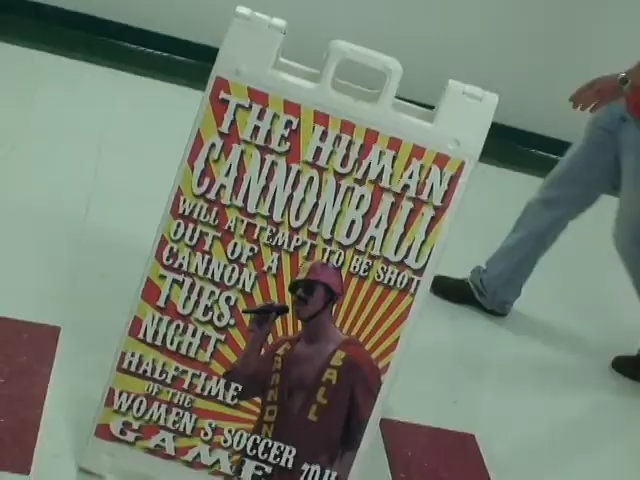 THE HUMAN
CANNONBALL
WILL ATTEMPT TO BE SHOT
OUT OF A
CANNON
TUES.
NIGHT
HALFTIME
OF THE
WOMEN S SOCCER
GAME
CANNON
BALL